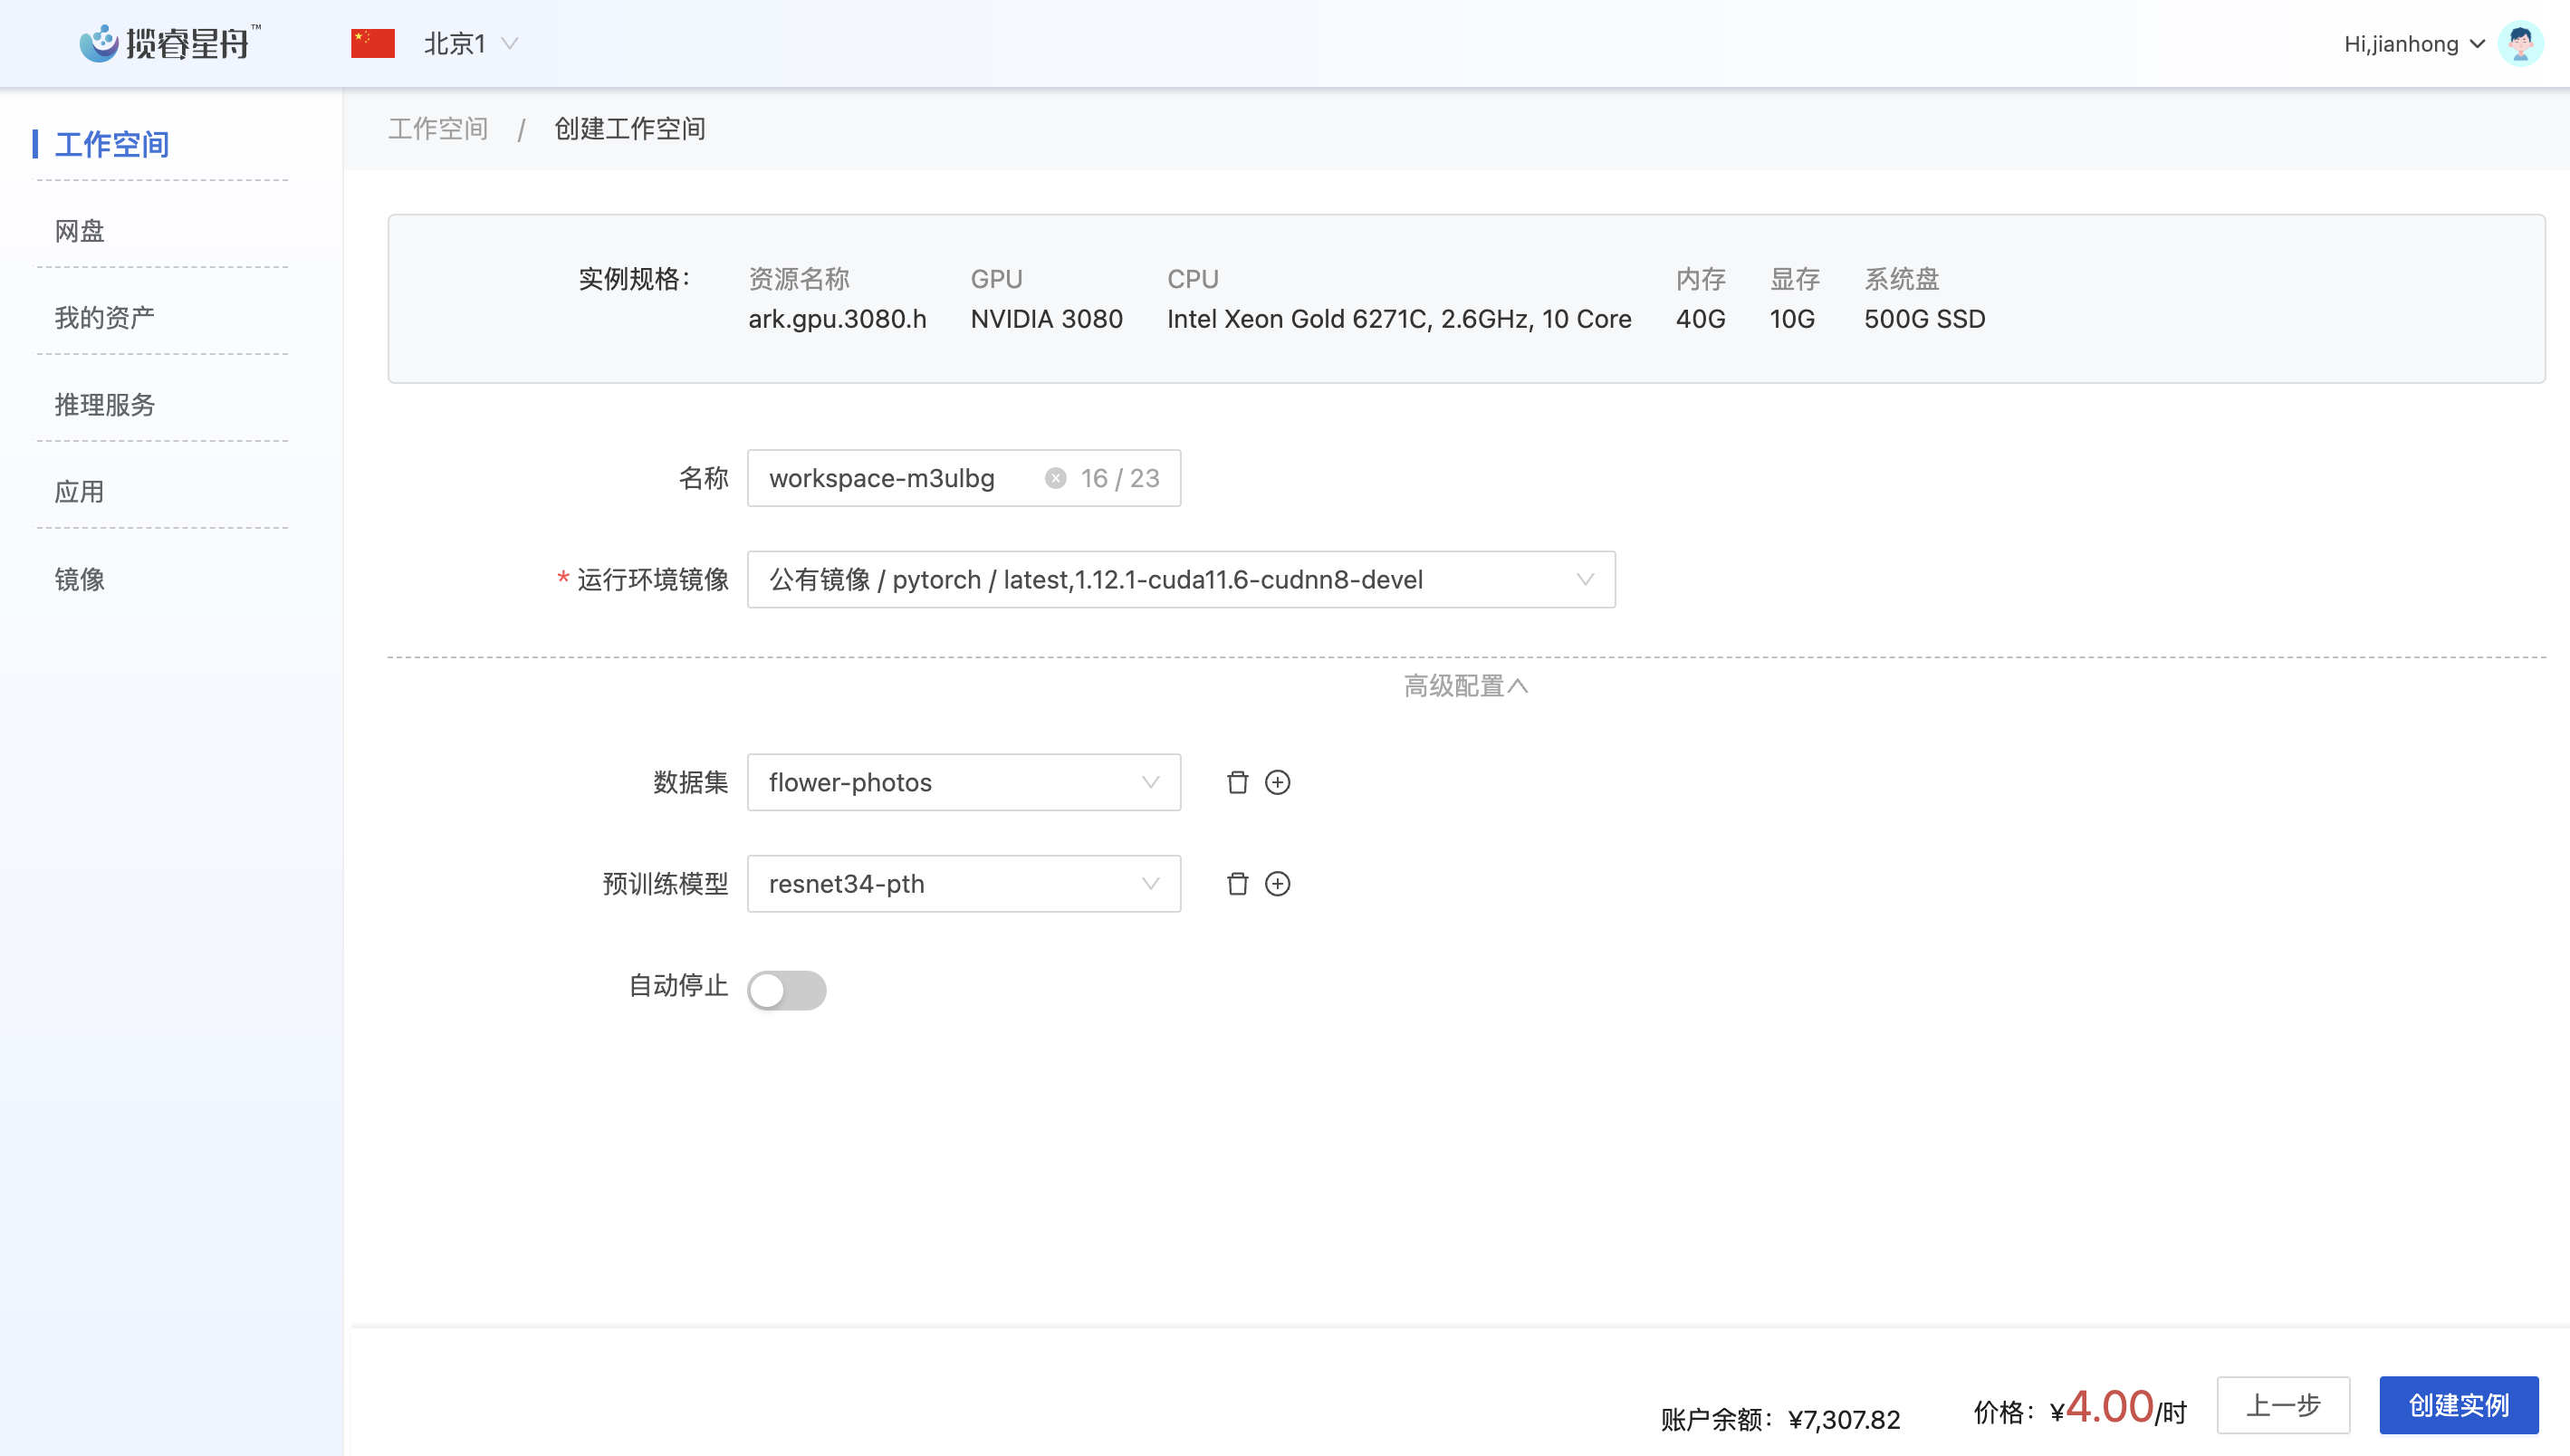 揽睿星舟™
北京1
Hi,jianhong
工作空间
网盘
我的资产
推理服务
应用
镜像
工作空间 / 创建工作空间
实例规格： 资源名称 GPU CPU 内存 显存 系统盘
ark.gpu.3080.h NVIDIA 3080 Intel Xeon Gold 6271C, 2.6GHz, 10 Core 40G 10G 500G SSD
名称 workspace-m3ulbg 16 / 23
* 运行环境镜像 公有镜像 / pytorch / latest,1.12.1-cuda11.6-cudnn8-devel
高级配置
数据集 flower-photos
预训练模型 resnet34-pth
自动停止
账户余额：¥7,307.82 价格：¥4.00/时 上一步 创建实例